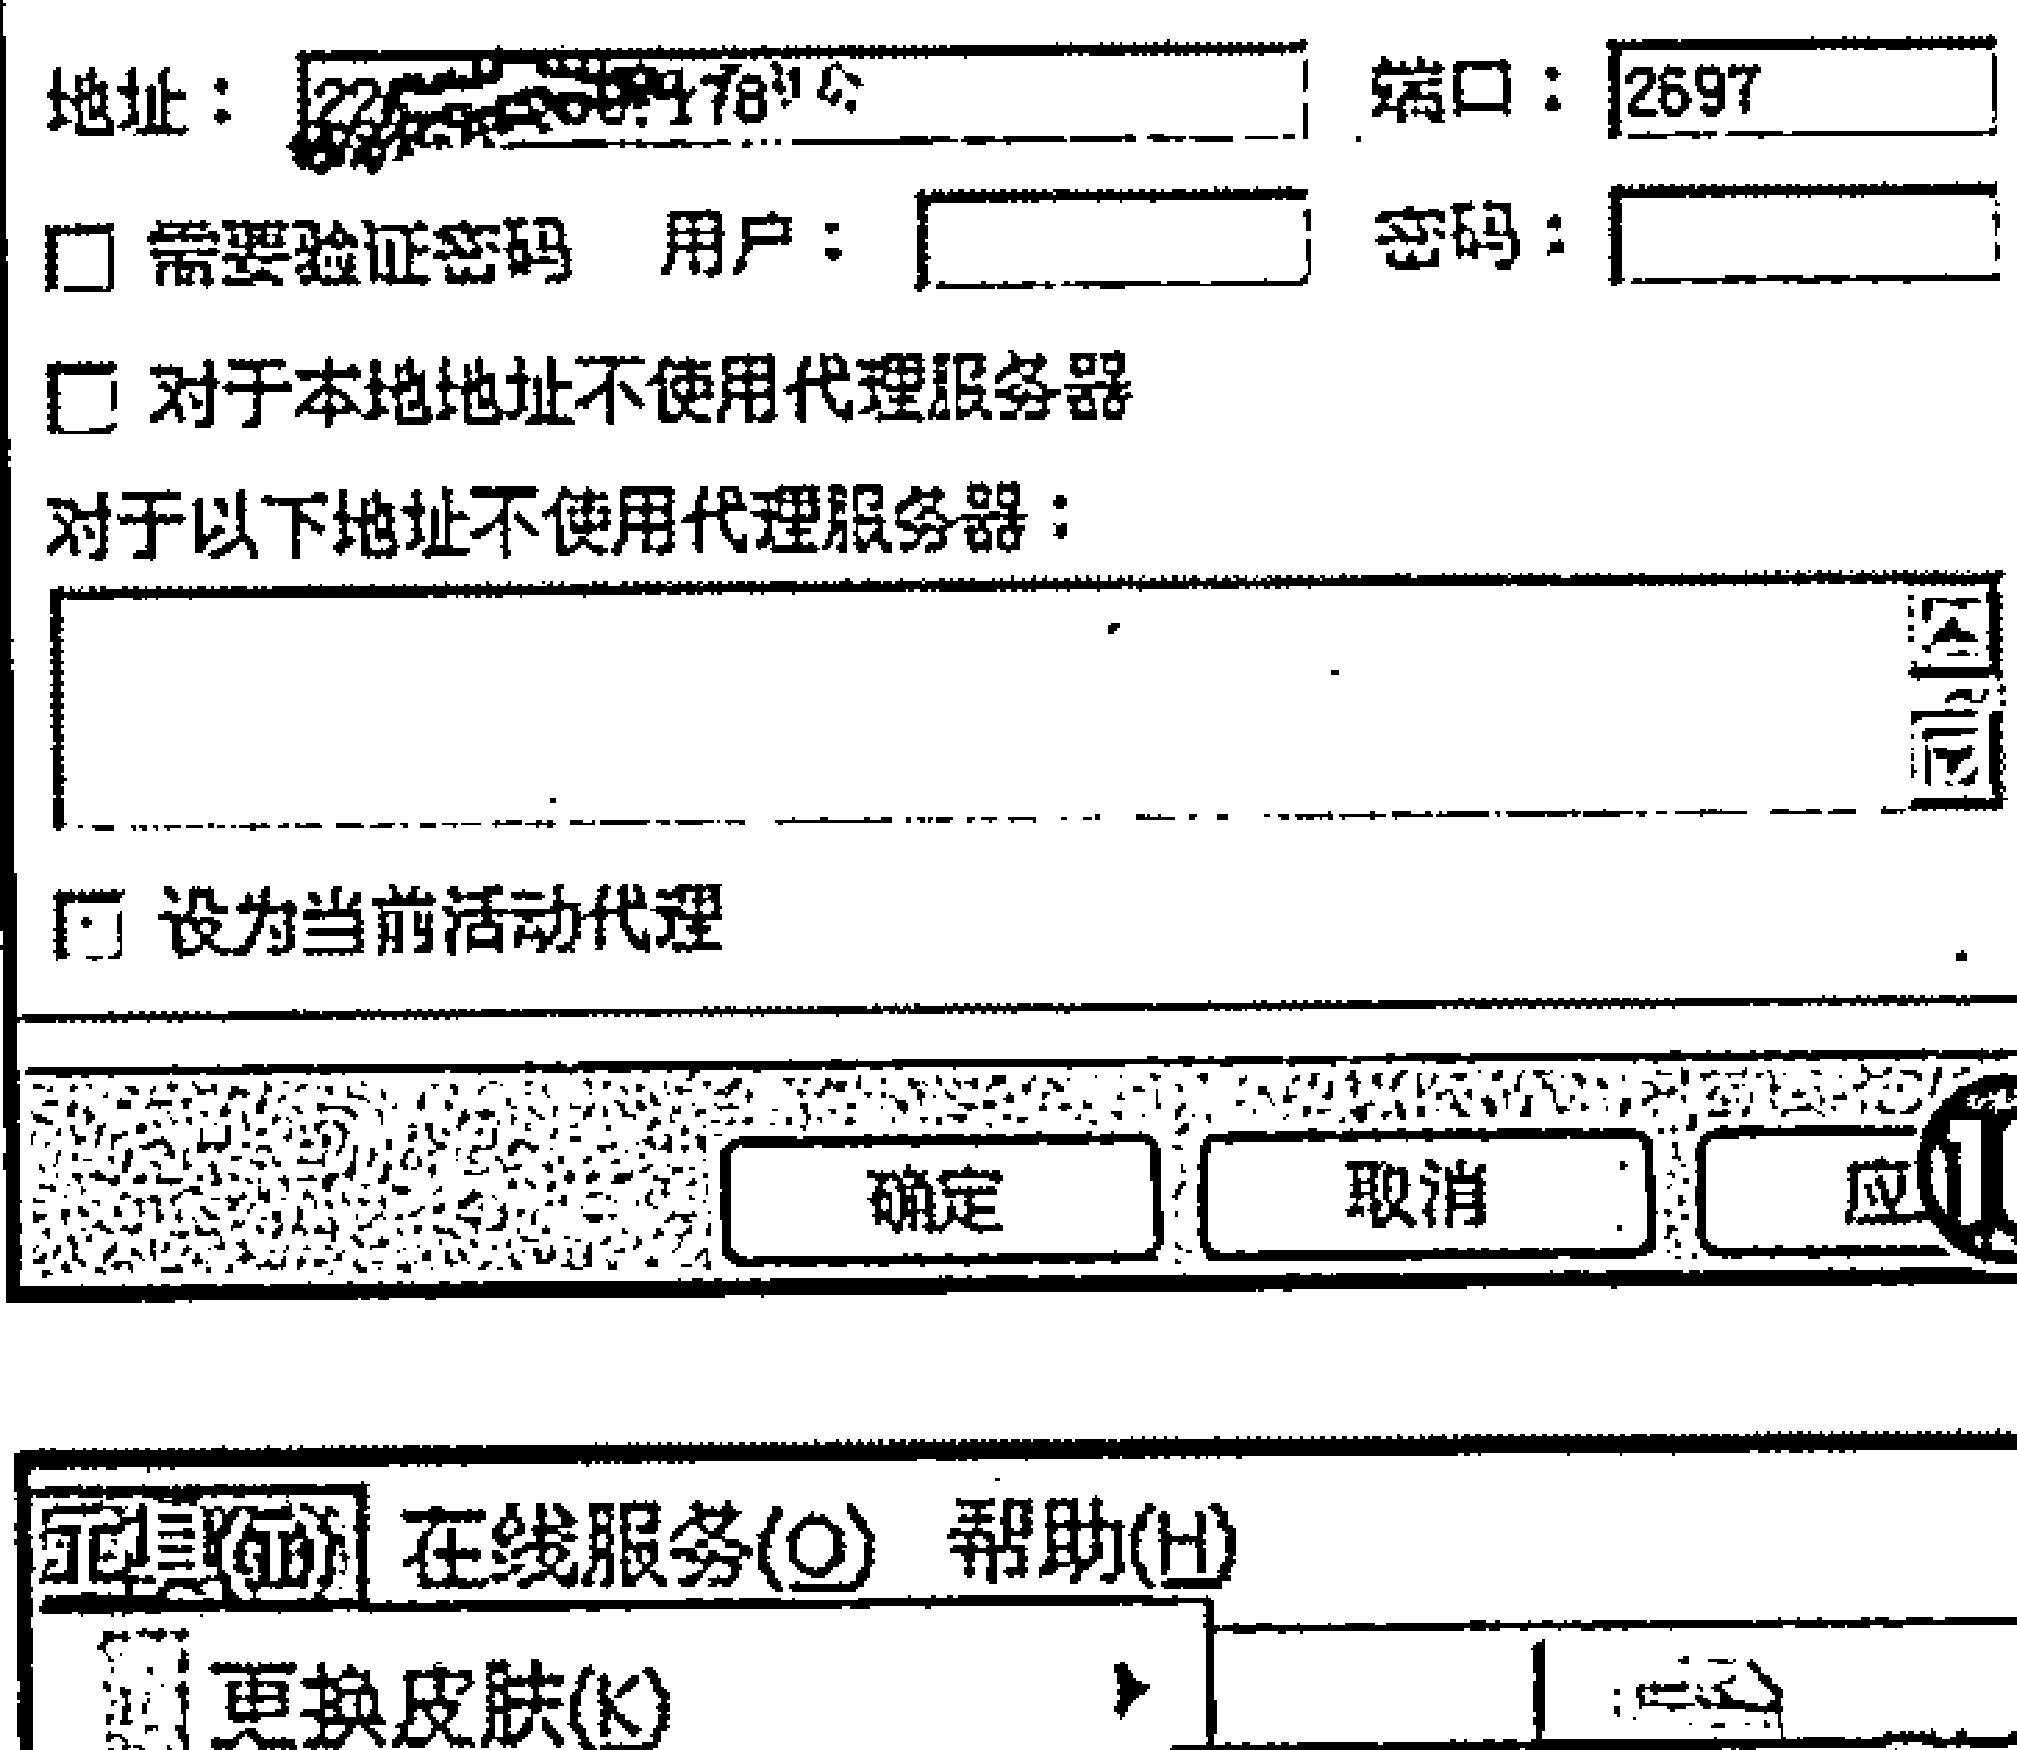 地址： 178 端口： 2697
需要验证密码 用户： 密码：
对于本地地址不使用代理服务器
对于以下地址不使用代理服务器：
设为当前活动代理
确定 取消 应
在线服务(O) 帮助(H)
更换皮肤(K)